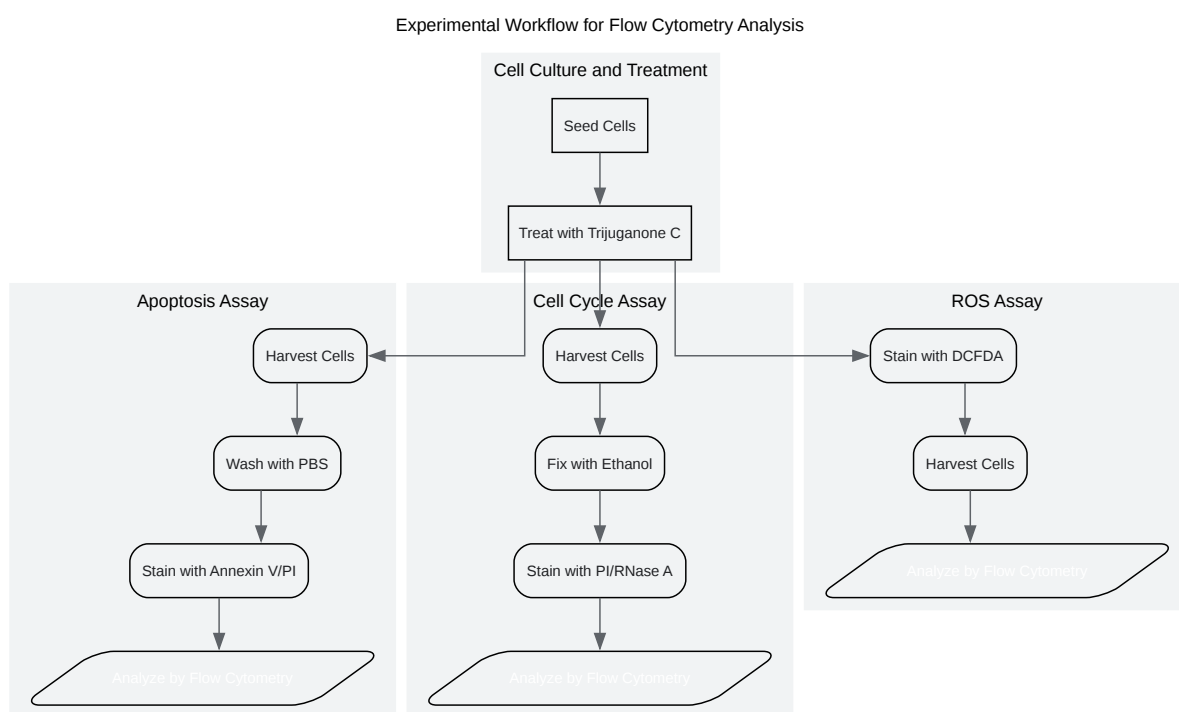 Experimental Workflow for Flow Cytometry Analysis
Cell Culture and Treatment
Seed Cells
Treat with Trijuganone C
Apoptosis Assay
Harvest Cells
Wash with PBS
Stain with Annexin V/PI
Analyze by Flow Cytometry
Cell Cycle Assay
Harvest Cells
Fix with Ethanol
Stain with PI/RNase A
Analyze by Flow Cytometry
ROS Assay
Stain with DCFDA
Harvest Cells
Analyze by Flow Cytometry